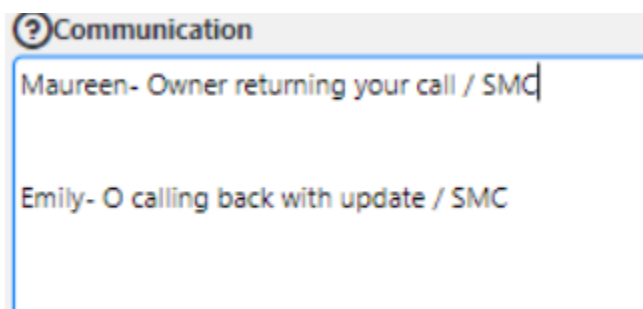 ?Communication
Maureen- Owner returning your call / SMC
Emily- O calling back with update / SMC